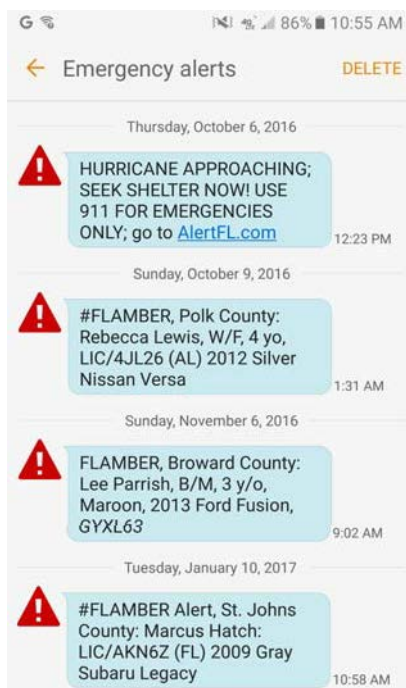 G 86% 10:55 AM
Emergency alerts DELETE
Thursday, October 6, 2016
HURRICANE APPROACHING;
SEEK SHELTER NOW! USE
911 FOR EMERGENCIES
ONLY; go to AlertFL.com
12:23 PM
Sunday, October 9, 2016
#FLAMBER, Polk County:
Rebecca Lewis, W/F, 4 yo,
LIC/4JL26 (AL) 2012 Silver
Nissan Versa
1:31 AM
Sunday, November 6, 2016
FLAMBER, Broward County:
Lee Parrish, B/M, 3 y/o,
Maroon, 2013 Ford Fusion,
GYXL63
9:02 AM
Tuesday, January 10, 2017
#FLAMBER Alert, St. Johns
County: Marcus Hatch:
LIC/AKN6Z (FL) 2009 Gray
Subaru Legacy
10:58 AM